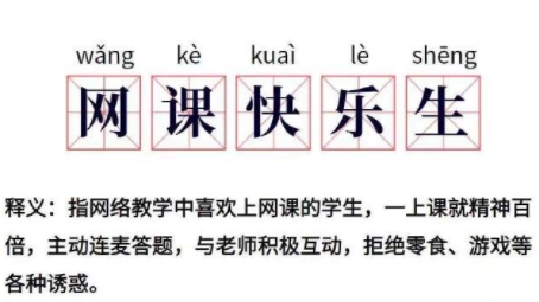 wǎng kè kuaì lè shēng
网课快乐生
释义：指网络教学中喜欢上网课的学生，一上课就精神百
倍，主动连麦答题，与老师积极互动，拒绝零食、游戏等
各种诱惑。